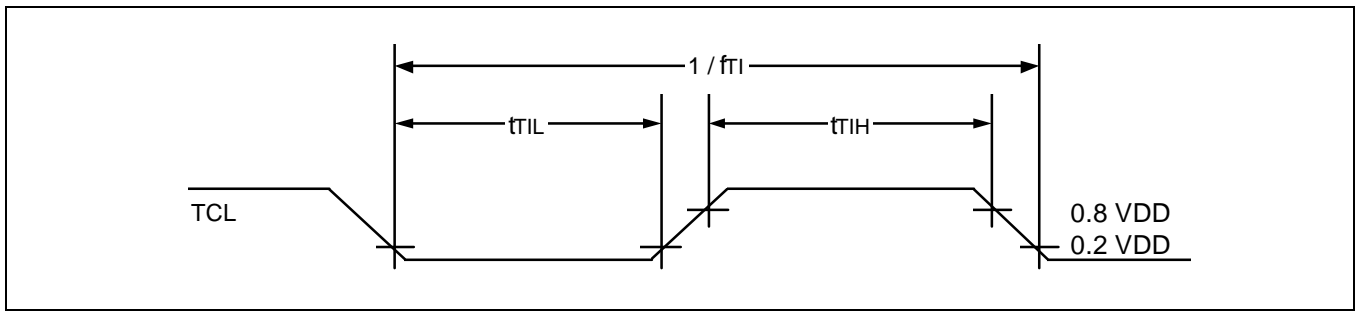 1 / fTI
tTIL
tTIH
TCL
0.8 VDD
0.2 VDD